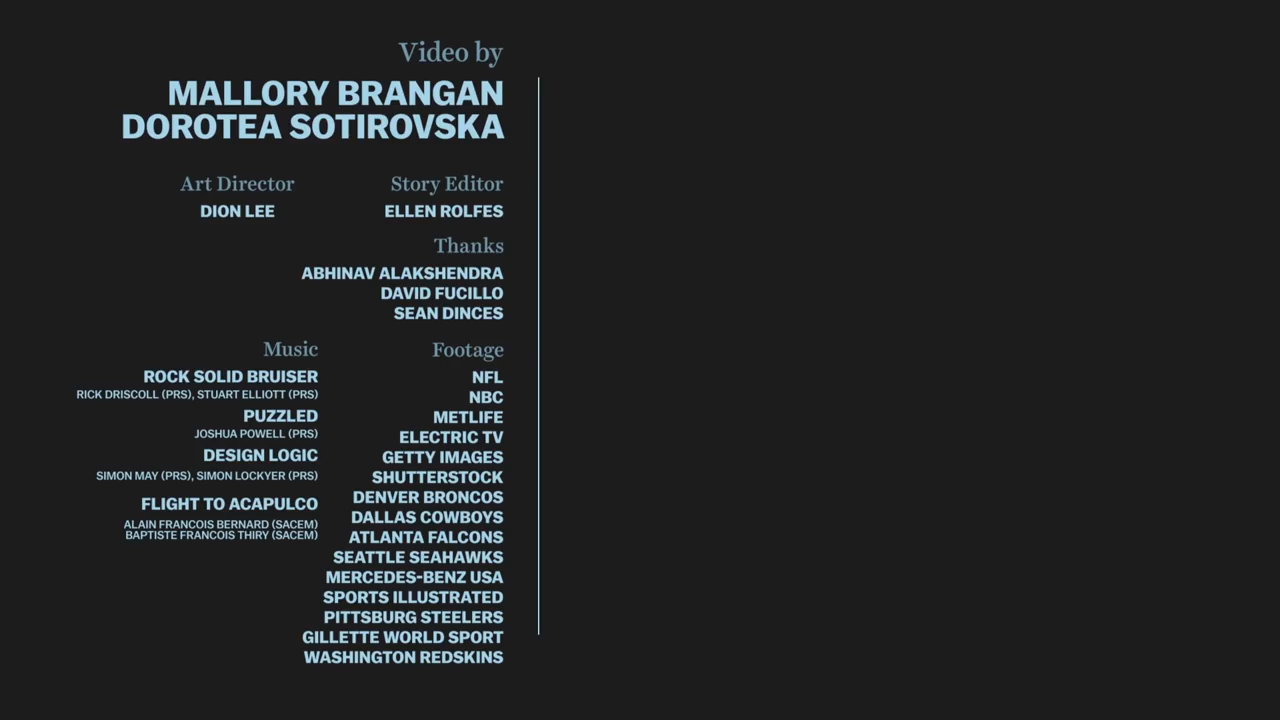 Video by
MALLORY BRANGAN
DOROTEA SOTIROVSKA
Art Director
DION LEE
Story Editor
ELLEN ROLFES
Thanks
ABHINAV ALAKSHENDRA
DAVID FUCILLO
SEAN DINCES
Music
ROCK SOLID BRUISER
RICK DRISCOLL (PRS), STUART ELLIOTT (PRS)
PUZZLED
JOSHUA POWELL (PRS)
DESIGN LOGIC
SIMON MAY (PRS), SIMON LOCKYER (PRS)
FLIGHT TO ACAPULCO
ALAIN FRANCOIS BERNARD (SACEM)
BAPTISTE FRANCOIS THIRY (SACEM)
Footage
NFL
NBC
METLIFE
ELECTRIC TV
GETTY IMAGES
SHUTTERSTOCK
DENVER BRONCOS
DALLAS COWBOYS
ATLANTA FALCONS
SEATTLE SEAHAWKS
MERCEDES-BENZ USA
SPORTS ILLUSTRATED
PITTSBURG STEELERS
GILLETTE WORLD SPORT
WASHINGTON REDSKINS